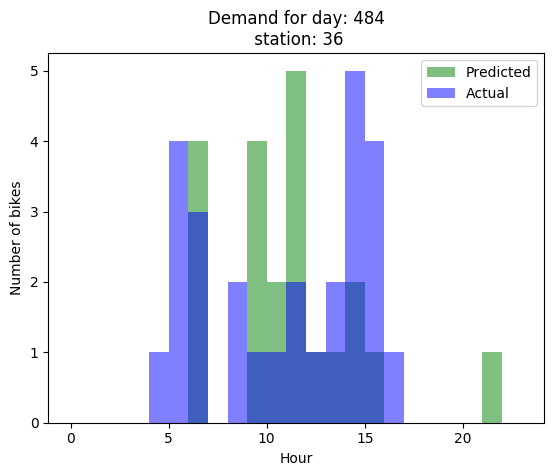 Demand for day: 484
station: 36
Predicted
Actual
Number of bikes
5
4
3
2
1
0
0 5 10 15 20
Hour